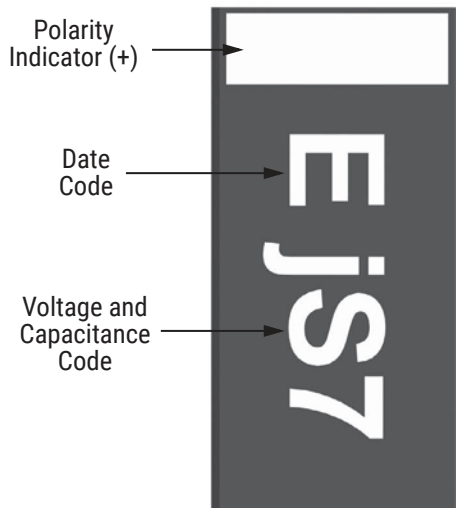 Polarity
Indicator (+)
Date
Code
Voltage and
Capacitance
Code
E jS7